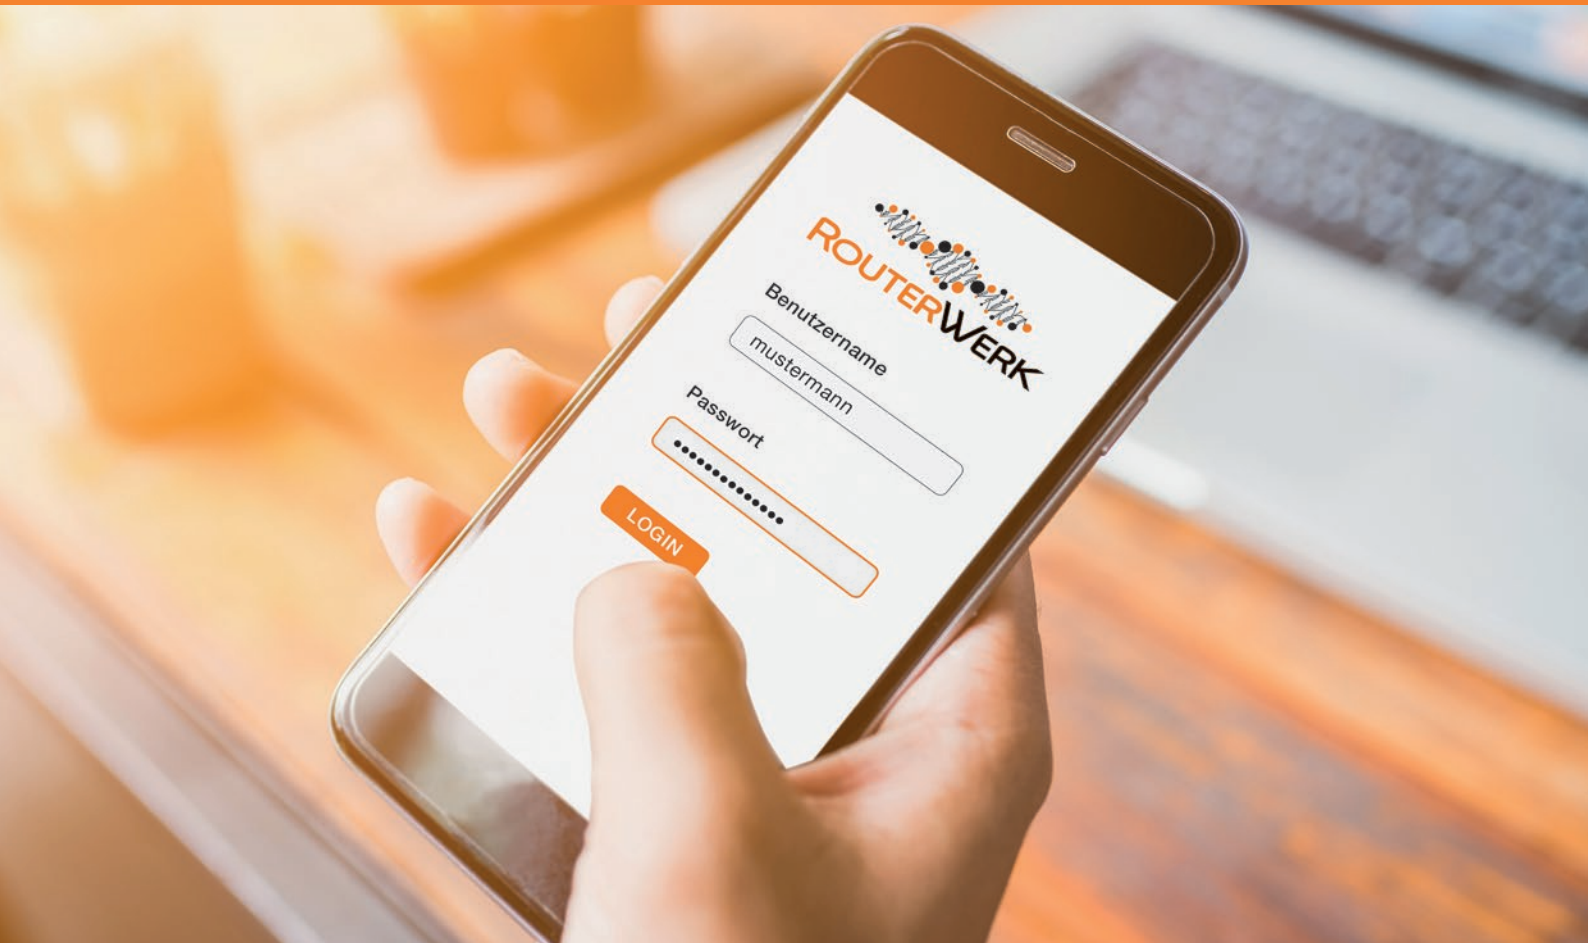 ROUTERWERK
Benutzername
mustermann
Passwort
••••••••••••••
LOGIN